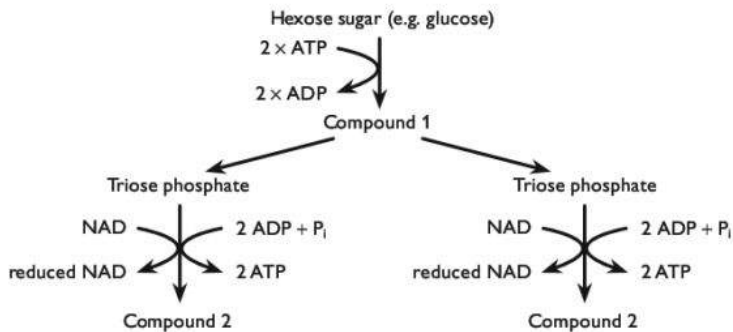 Hexose sugar (e.g. glucose)
2 × ATP
2 × ADP
Compound 1
Triose phosphate
Triose phosphate
NAD
2 ADP + Pi
NAD
2 ADP + Pi
reduced NAD
2 ATP
reduced NAD
2 ATP
Compound 2
Compound 2